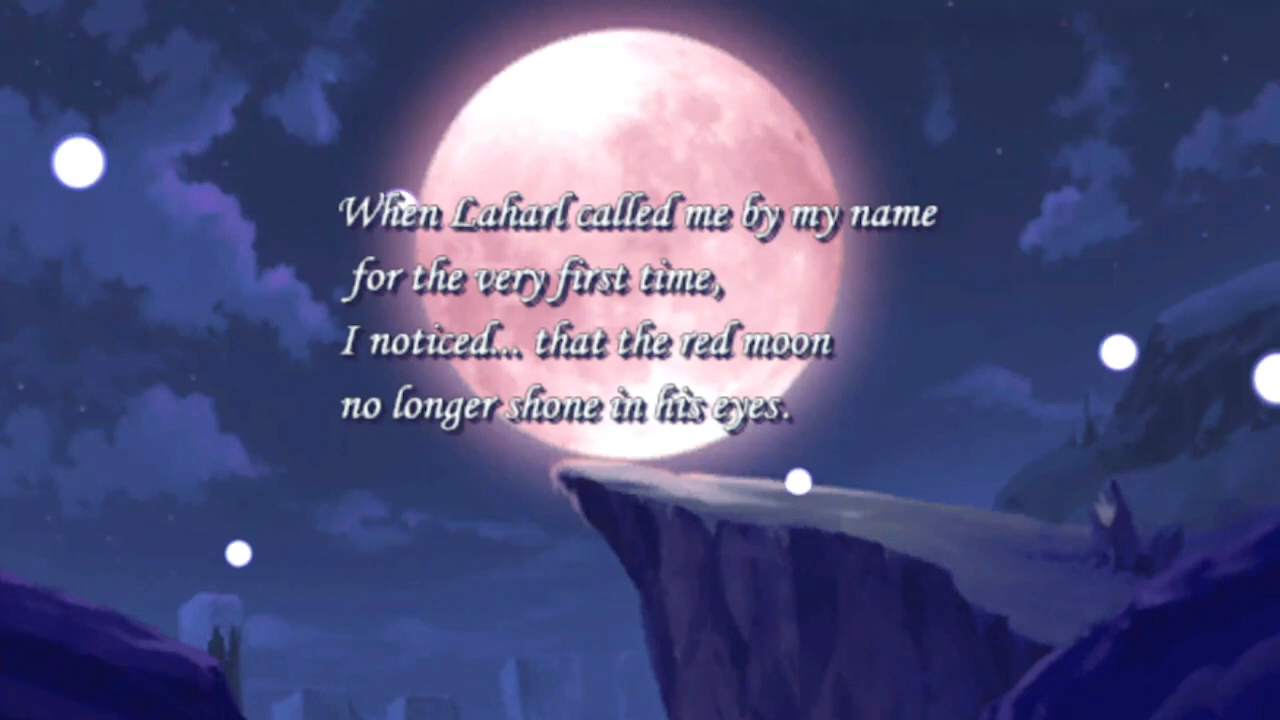 When Laharl called me by my name
for the very first time,
I noticed... that the red moon
no longer shone in his eyes.